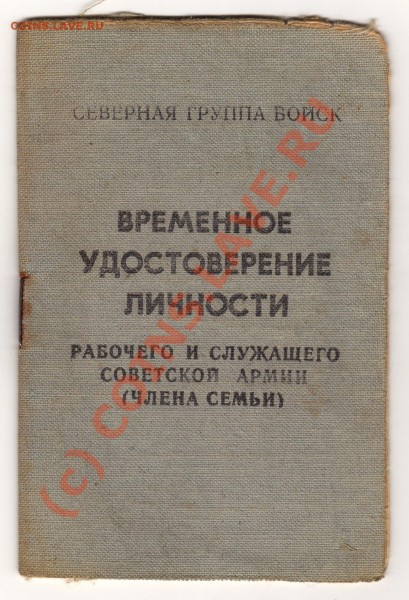 COINS.LAVE.RU
СЕВЕРНАЯ ГРУППА ВОЙСК
ВРЕМЕННОЕ
УДОСТОВЕРЕНИЕ
ЛИЧНОСТИ
РАБОЧЕГО И СЛУЖАЩЕГО
СОВЕТСКОЙ АРМИИ
(ЧЛЕНА СЕМЬИ)
(c) COINS.LAVE.RU